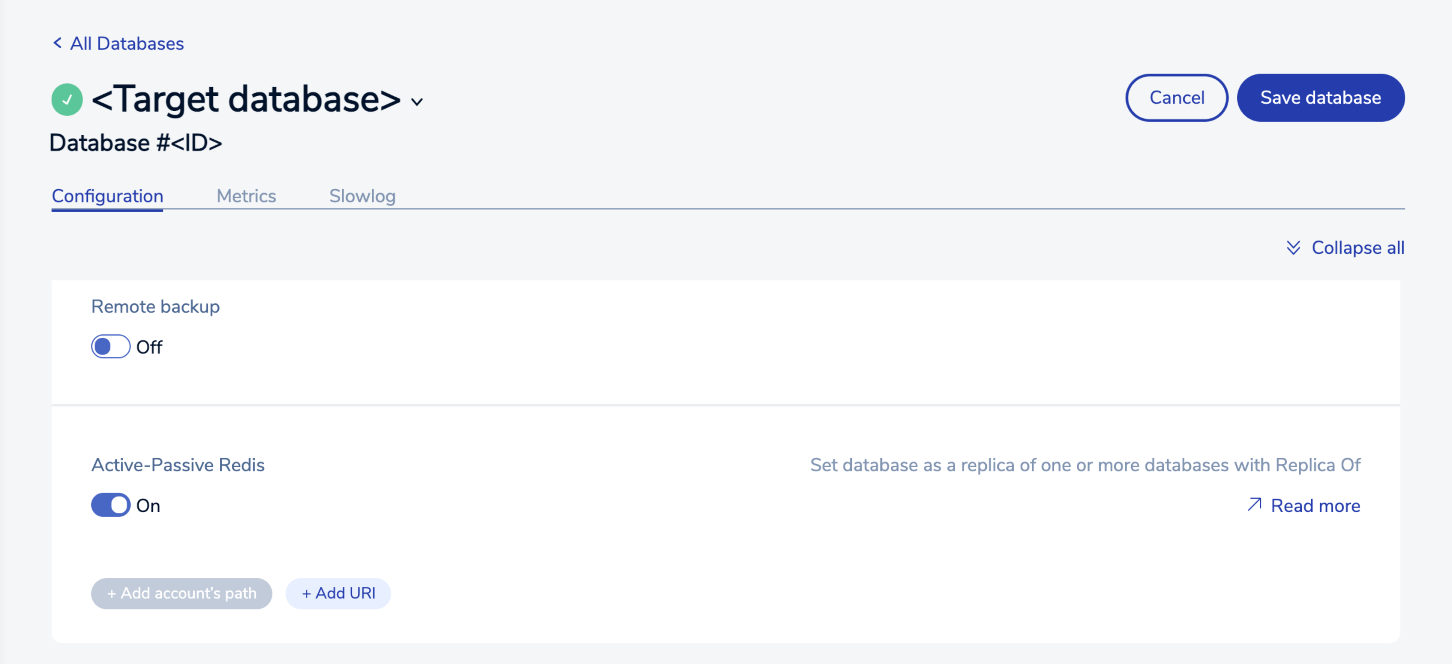 All Databases
<Target database>
Cancel
Save database
Database #<ID>
Configuration
Metrics
Slowlog
Collapse all
Remote backup
Off
Active-Passive Redis
Set database as a replica of one or more databases with Replica Of
On
Read more
+ Add account's path
+ Add URI